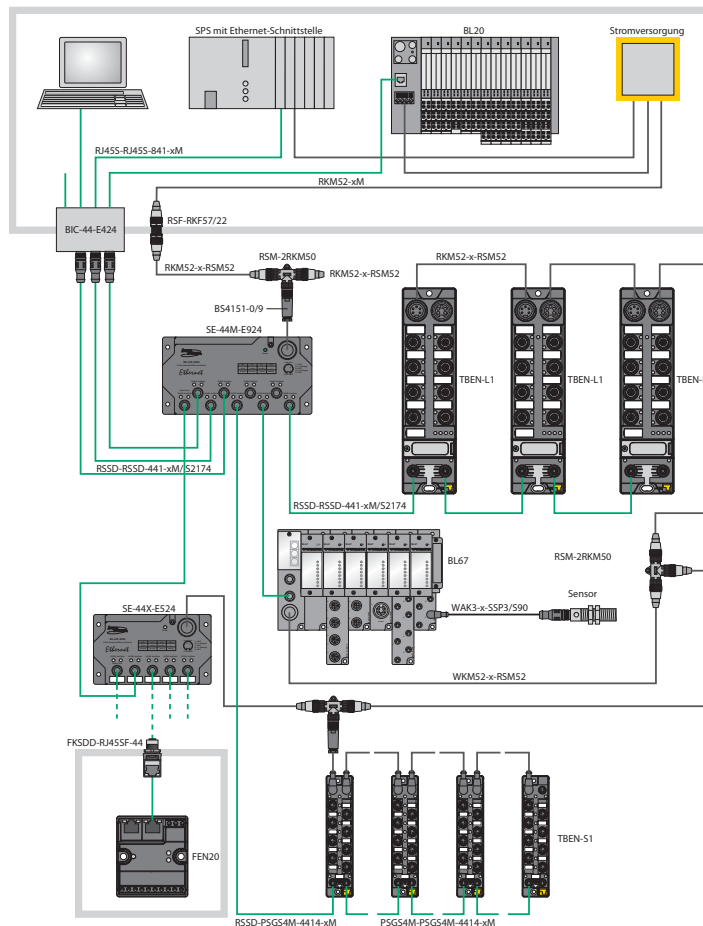 SPS mit Ethernet-Schnittstelle
BL20
Stromversorgung
RJ45S-RJ45S-841-xM
RKM52-xM
BIC-44-E424
RSF-RKF57/22
RSM-2RKM50
RKM52-x-RSM52
RKM52-x-RSM52
RKM52-x-RSM52
BS4151-0/9
SE-44M-E924
Ethernet
TBEN-L1
TBEN-L1
TBEN-
RSSD-RSSD-441-xM/S2174
RSSD-RSSD-441-xM/S2174
BL67
RSM-2RKM50
Sensor
WAK3-x-SSP3/S90
SE-44X-E524
Ethernet
WKM52-x-RSM52
FKSDD-RJ45SF-44
FEN20
TBEN-S1
RSSD-PSGS4M-4414-xM
PSGS4M-PSGS4M-4414-xM